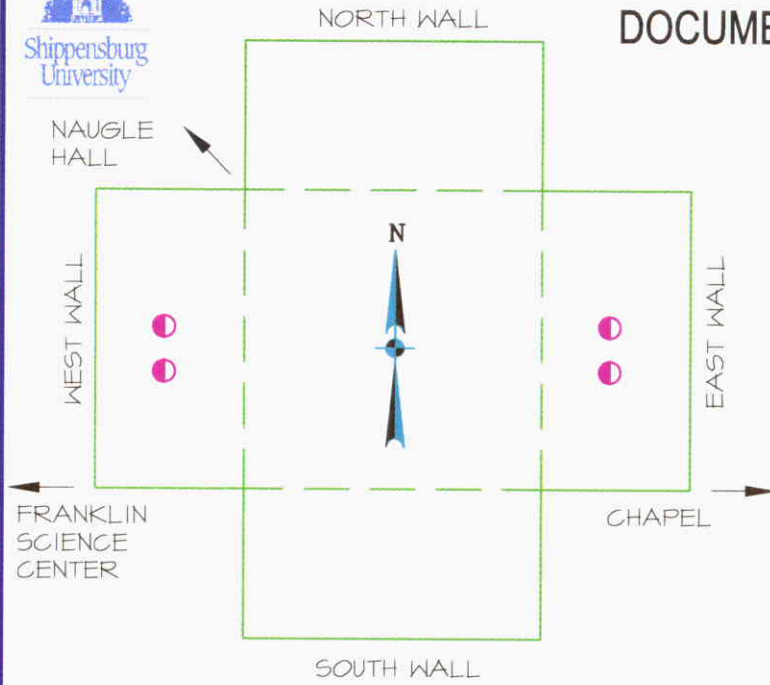 NORTH WALL
DOCUME
Shippensburg
University
NAUGLE
HALL
N
WEST WALL
EAST WALL
FRANKLIN
SCIENCE
CENTER
CHAPEL
SOUTH WALL